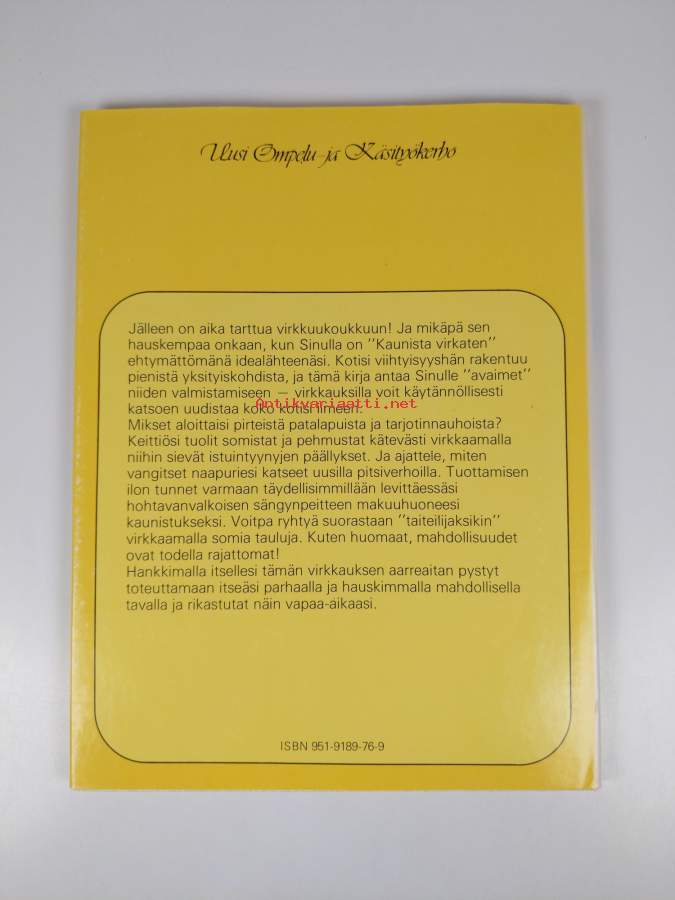 Uusi Ompelu- ja Käsityökerho
Jälleen on aika tarttua virkkuukoukkuun! Ja mikäpä sen
hauskempaa onkaan, kun Sinulla on "Kaunista virkaten"
ehtymättömänä idealähteenäsi. Kotisi viihtyisyyshän rakentuu
pienistä yksityiskohdista, ja tämä kirja antaa Sinulle "avaimet"
niiden valmistamiseen — virkkauksilla voit käytännöllisesti
Antikvariaatti.net
katsoen uudistaa koko kotisi ilmeen.
Mikset aloittaisi pirteistä patalapuista ja tarjotinnauhoista?
Keittiösi tuolit somistat ja pehmustat kätevästi virkkaamalla
niihin sievät istuintyynyjen päällykset. Ja ajattele, miten
vangitset naapuriesi katseet uusilla pitsiverhoilla. Tuottamisen
ilon tunnet varmaan täydellisimmillään levittäessäsi
hohtavanvalkoisen sängynpeitteen makuuhuoneesi
kaunistukseksi. Voitpa ryhtyä suorastaan "taiteilijaksikin"
virkkaamalla somia tauluja. Kuten huomaat, mahdollisuudet
ovat todella rajattomat!
Hankkimalla itsellesi tämän virkkauksen aarreaitan pystyt
toteuttamaan itseäsi parhaalla ja hauskimmalla mahdollisella
tavalla ja rikastutat näin vapaa-aikaasi.
ISBN 951-9189-76-9